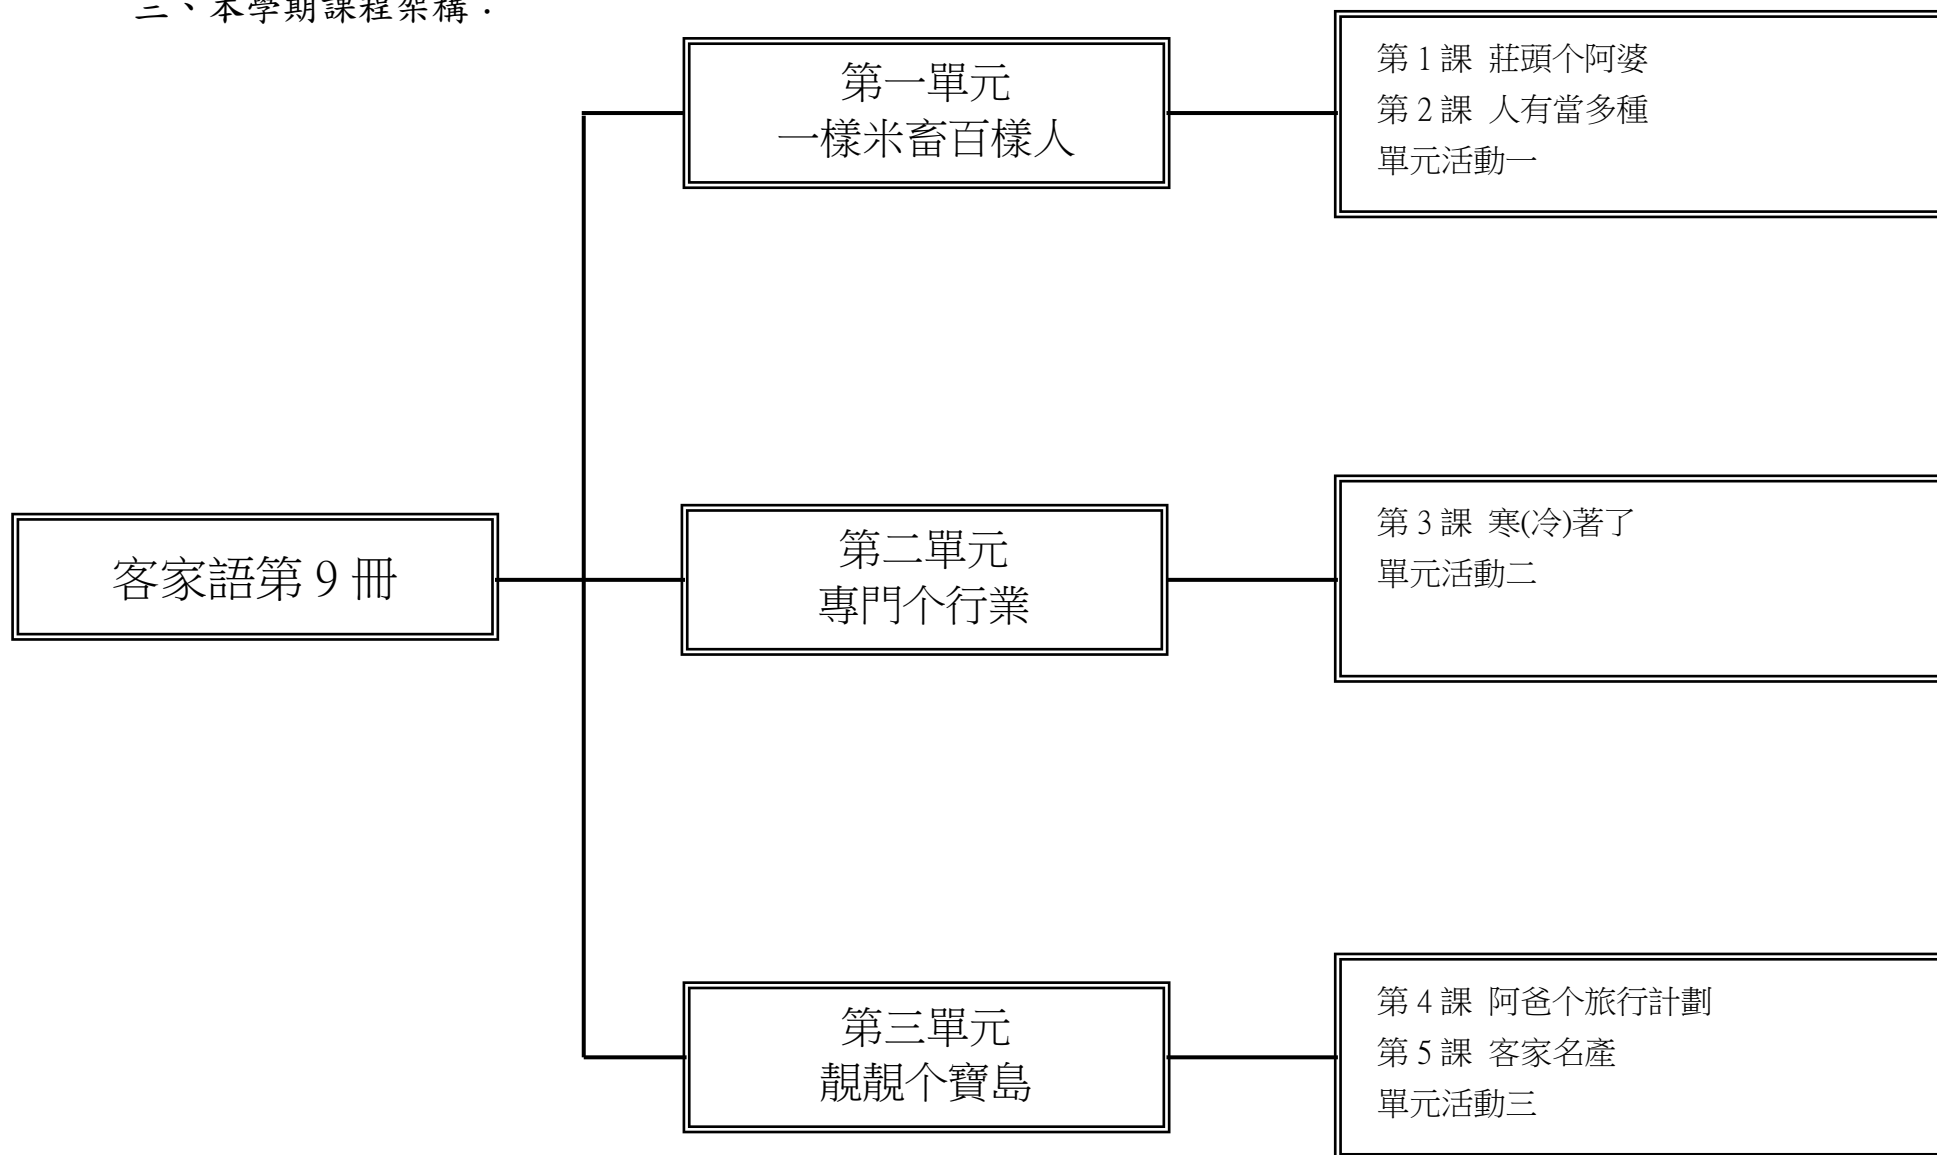 三、本學期課程架構：
第一單元
一樣米畜百樣人
第 1 課 莊頭个阿婆
第 2 課 人有當多種
單元活動一
客家語第 9 冊
第二單元
專門个行業
第 3 課 寒(冷)著了
單元活動二
第三單元
靚靚个寶島
第 4 課 阿爸个旅行計劃
第 5 課 客家名產
單元活動三